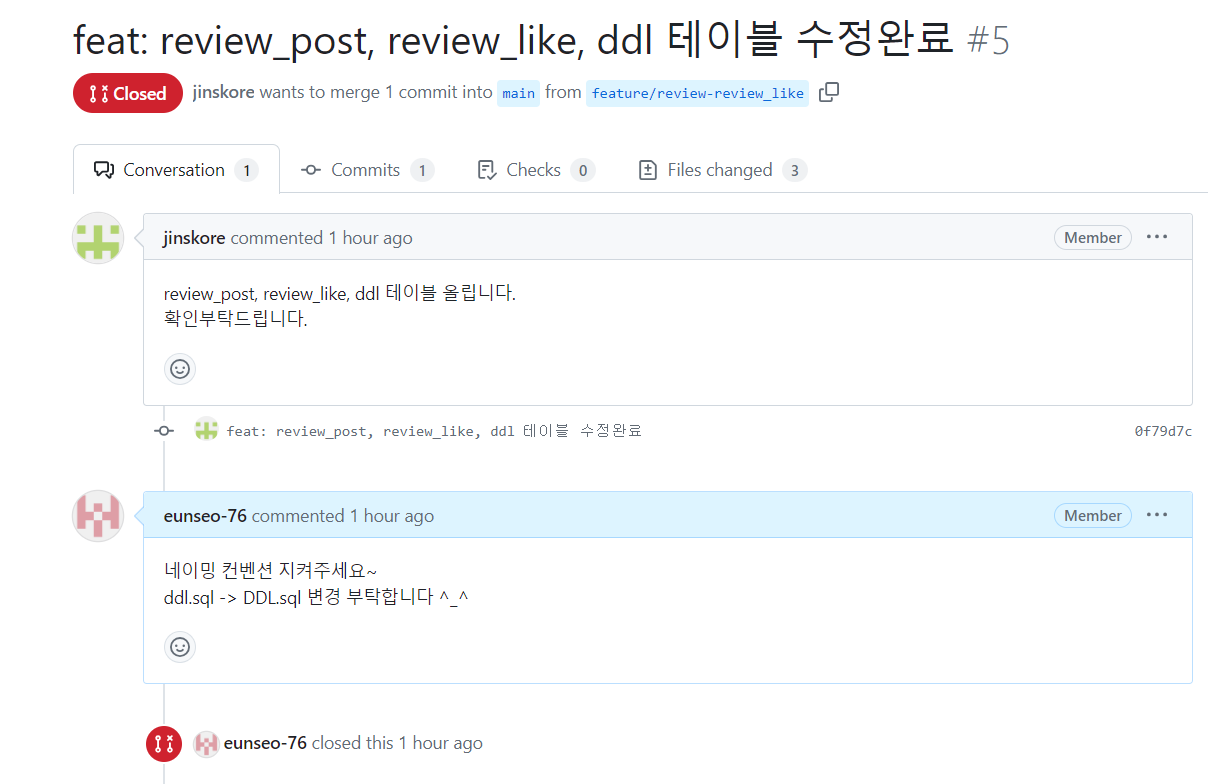 feat: review_post, review_like, ddl 테이블 수정완료 #5
Closed jinskore wants to merge 1 commit into main from feature/review-review_like
Conversation 1 Commits 1 Checks 0 Files changed 3
jinskore commented 1 hour ago Member
review_post, review_like, ddl 테이블 올립니다.
확인부탁드립니다.
feat: review_post, review_like, ddl 테이블 수정완료 0f79d7c
eunseo-76 commented 1 hour ago Member
네이밍 컨벤션 지켜주세요~
ddl.sql -> DDL.sql 변경 부탁합니다 ^_^
eunseo-76 closed this 1 hour ago